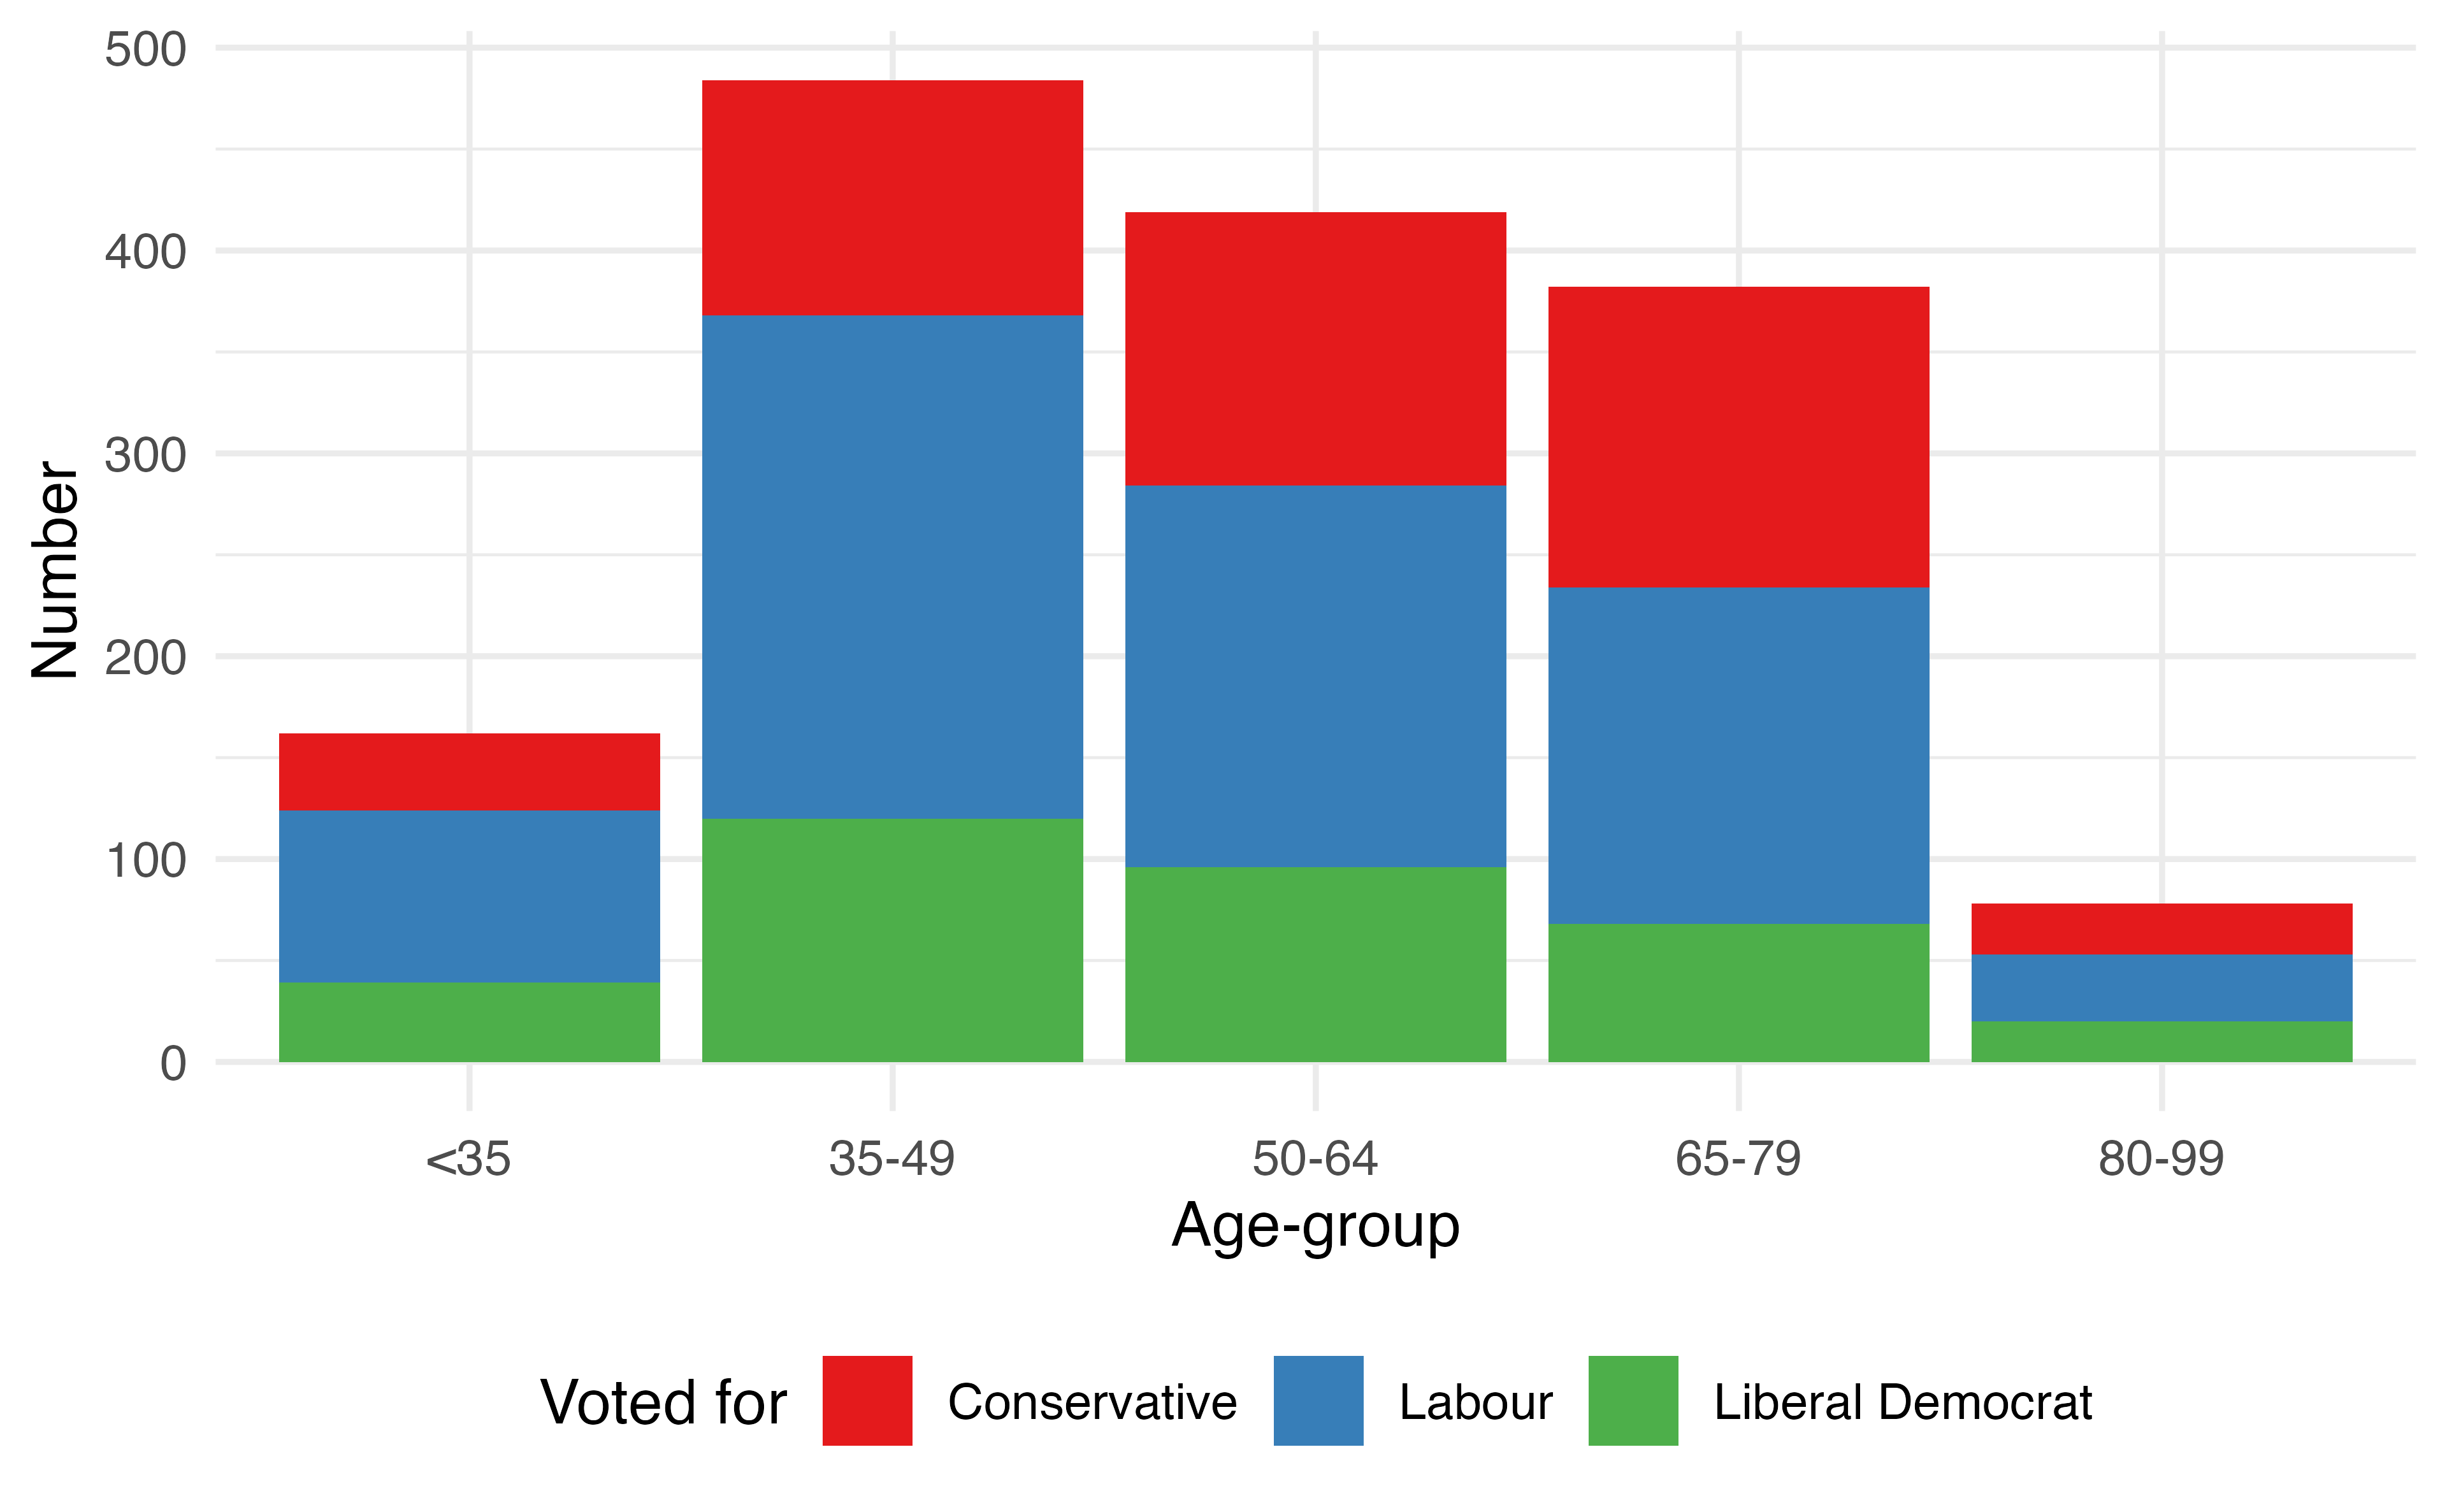 500
400
300
200
100
0
Number
<35 35-49 50-64 65-79 80-99
Age-group
Voted for Conservative Labour Liberal Democrat